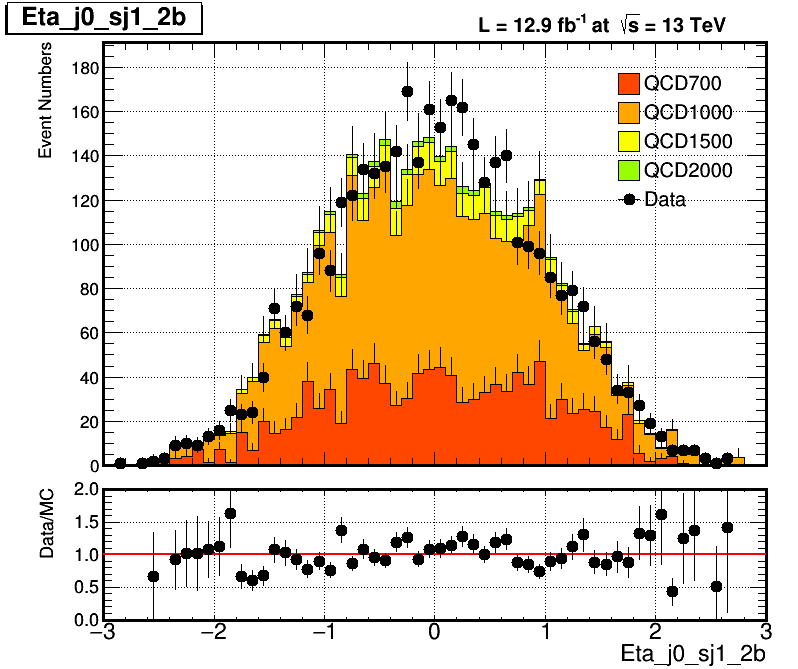 Eta_j0_sj1_2b
L = 12.9 fb⁻¹ at √s = 13 TeV
Event Numbers
180
160
140
120
100
80
60
40
20
0
QCD700
QCD1000
QCD1500
QCD2000
Data
Data/MC
2.0
1.5
1.0
0.5
0.0
−3 −2 −1 0 1 2 3
Eta_j0_sj1_2b